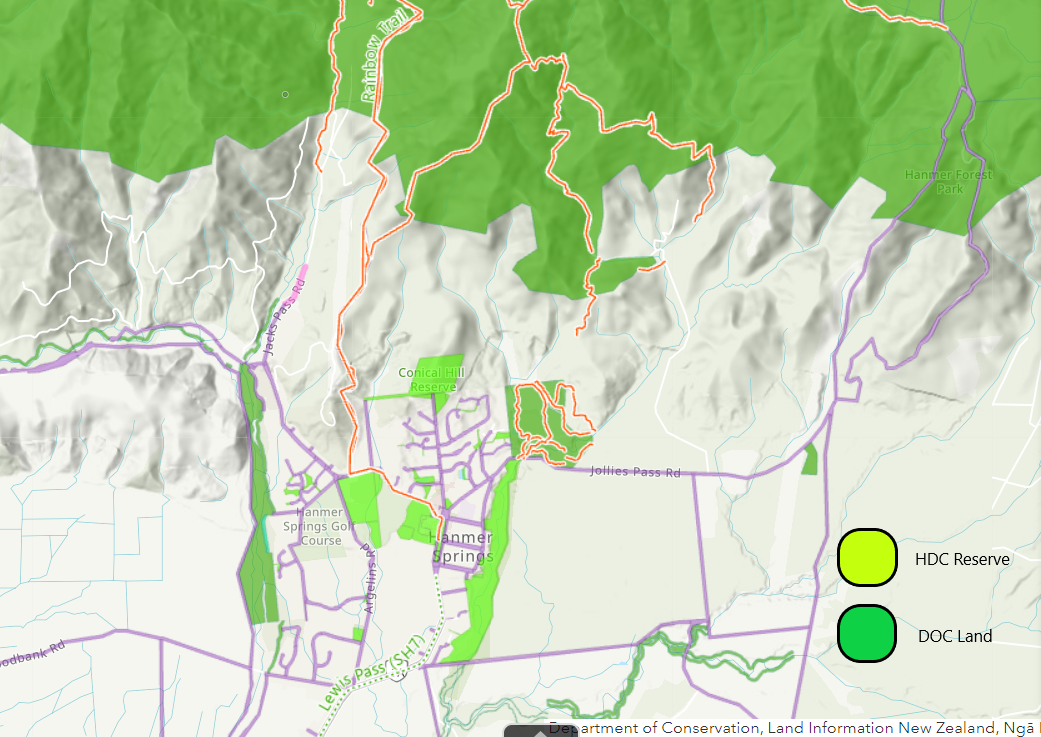 Rainbow Trail
Hanmer Forest
Park
Jacks Pass Rd
Conical Hill
Reserve
Jollies Pass Rd
Hanmer
Springs Golf
Course
Hanmer
Springs
HDC Reserve
Argelins R
DOC Land
oodbank Rd
Lewis Pass (SH7)
Department of Conservation, Land Information New Zealand, Ngā